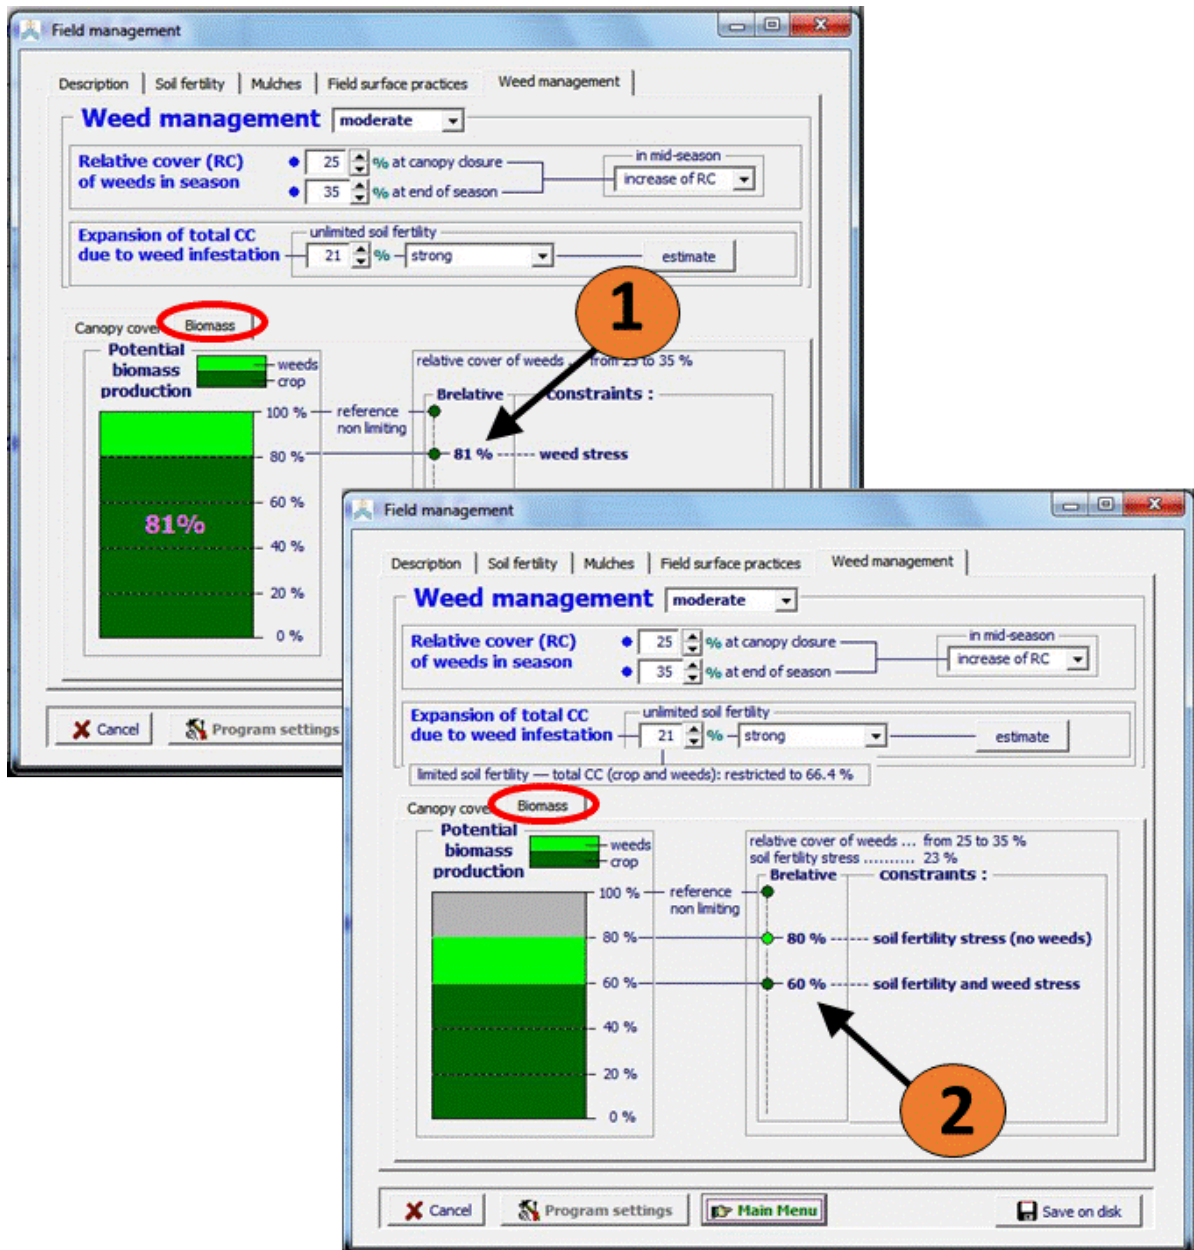 Field management
Description | Soil fertility | Mulches | Field surface practices | Weed management
Weed management moderate
Relative cover (RC) 25 % at canopy closure in mid-season
of weeds in season 35 % at end of season increase of RC
Expansion of total CC unlimited soil fertility
due to weed infestation 21 % strong estimate
1
Canopy cover Biomass
Potential biomass production
weeds
crop
relative cover of weeds ... from 25 to 35 %
Brelative constraints :
100 % reference non limiting
80 % 81 % ------ weed stress
60 %
81%
40 %
20 %
0 %
Cancel Program settings
Field management
Description | Soil fertility | Mulches | Field surface practices | Weed management
Weed management moderate
Relative cover (RC) 25 % at canopy closure in mid-season
of weeds in season 35 % at end of season increase of RC
Expansion of total CC unlimited soil fertility
due to weed infestation 21 % strong estimate
limited soil fertility — total CC (crop and weeds): restricted to 66.4 %
Canopy cove Biomass
Potential biomass production
weeds
crop
relative cover of weeds ... from 25 to 35 %
soil fertility stress .......... 23 %
Brelative constraints :
100 % reference non limiting
80 % 80 % ------ soil fertility stress (no weeds)
60 % 60 % ------ soil fertility and weed stress
40 %
20 %
0 %
2
Cancel Program settings Main Menu Save on disk